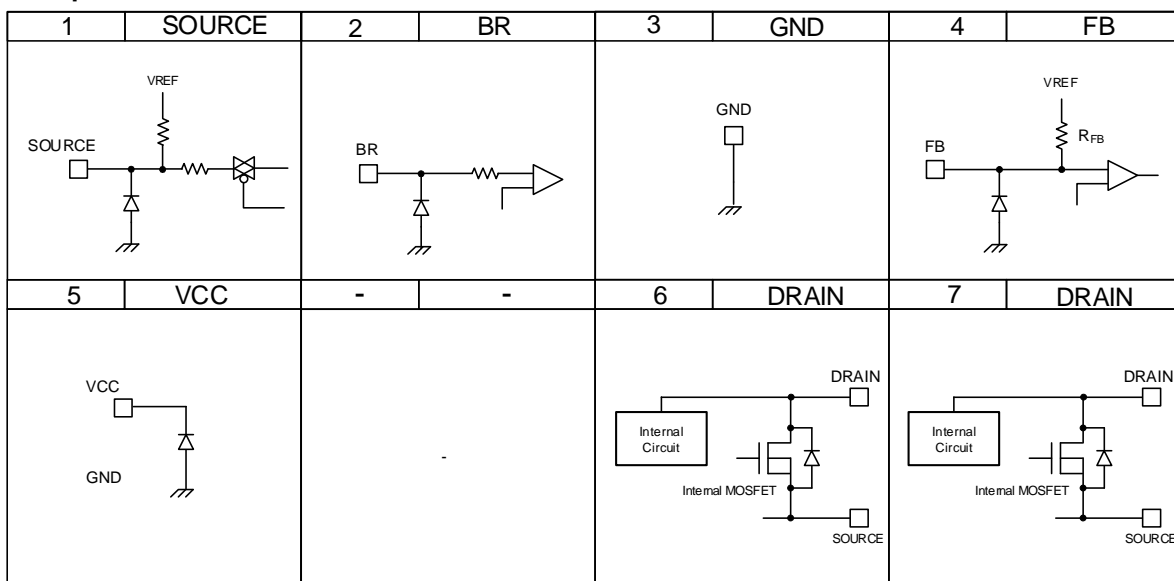 1 SOURCE 2 BR 3 GND 4 FB
VREF
SOURCE
BR
GND
VREF
RFB
FB
5 VCC - - 6 DRAIN 7 DRAIN
VCC
GND
-
DRAIN
Internal
Circuit
Internal MOSFET
SOURCE
DRAIN
Internal
Circuit
Internal MOSFET
SOURCE